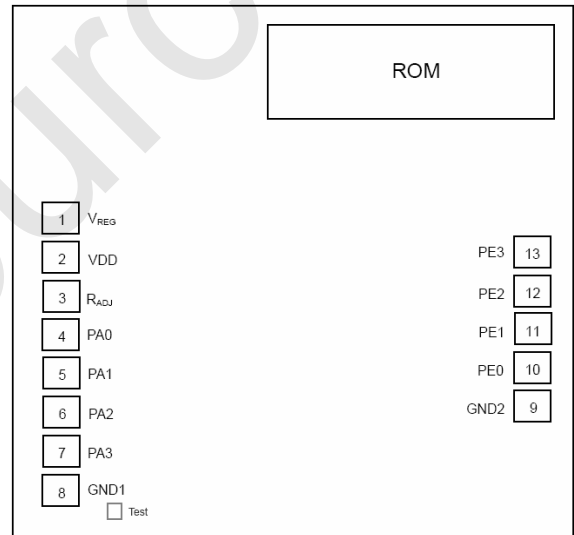 ROM
1 VREG
2 VDD
3 RADJ
4 PA0
5 PA1
6 PA2
7 PA3
8 GND1
Test
PE3 13
PE2 12
PE1 11
PE0 10
GND2 9